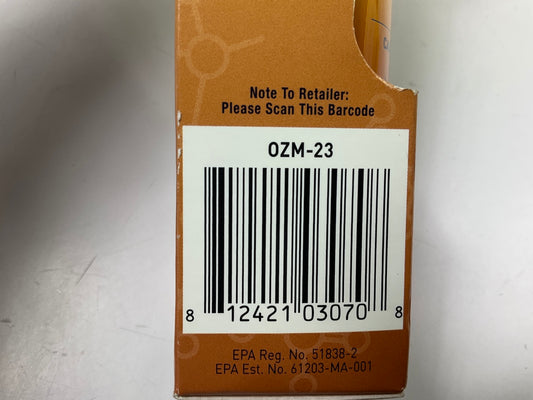 Note To Retailer:
Please Scan This Barcode
OZM-23
8 12421 03070 8
EPA Reg. No. 51838-2
EPA Est. No. 61203-MA-001